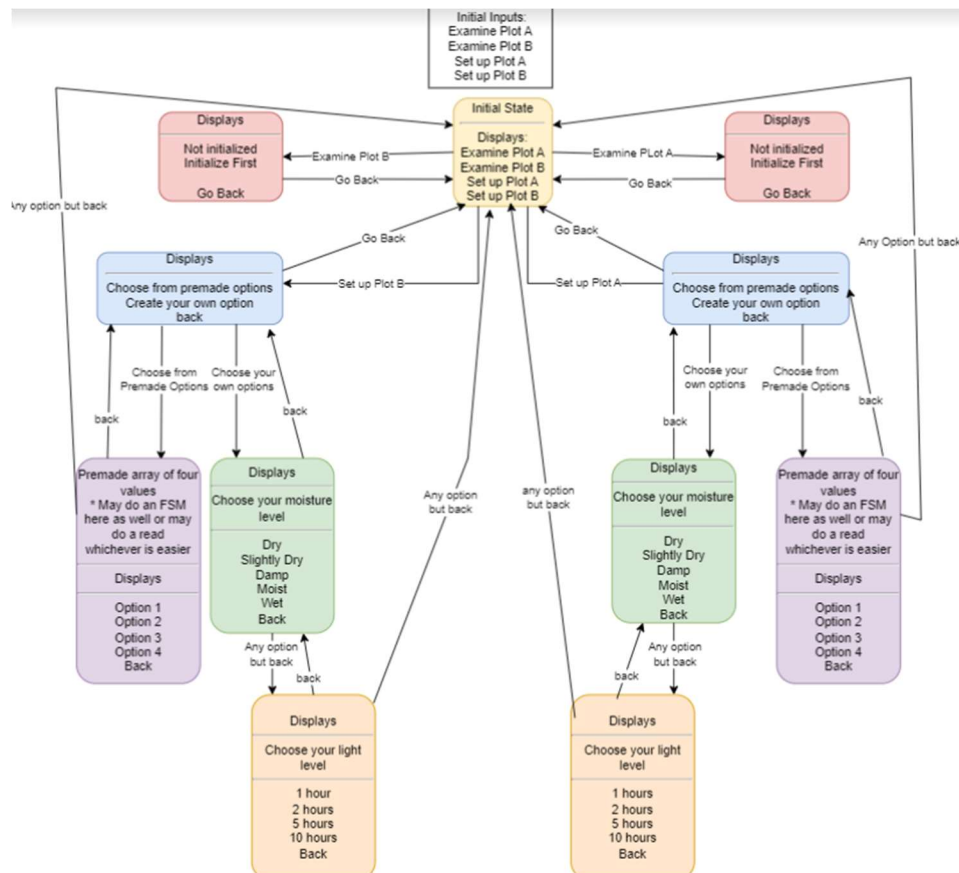 Initial Inputs:
Examine Plot A
Examine Plot B
Set up Plot A
Set up Plot B
Initial State
Displays:
Examine Plot A
Examine Plot B
Set up Plot A
Set up Plot B
Displays
Not initialized
Initialize First
Go Back
Examine Plot B
Go Back
Examine PLot A
Go Back
Displays
Not initialized
Initialize First
Go Back
Any option but back
Go Back
Set up Plot B
Go Back
Set up Plot A
Any Option but back
Displays
Choose from premade options
Create your own option
back
Displays
Choose from premade options
Create your own option
back
Choose from
Premade Options
Choose your
own options
back
back
Choose your
own options
Choose from
Premade Options
back
back
Premade array of four
values
* May do an FSM
here as well or may
do a read
whichever is easier
Displays
Option 1
Option 2
Option 3
Option 4
Back
Displays
Choose your moisture
level
Dry
Slightly Dry
Damp
Moist
Wet
Back
Any option
but back
any option
but back
Displays
Choose your moisture
level
Dry
Slightly Dry
Damp
Moist
Wet
Back
Premade array of four
values
* May do an FSM
here as well or may
do a read
whichever is easier
Displays
Option 1
Option 2
Option 3
Option 4
Back
Any option
but back
back
back
Any option
but back
Displays
Choose your light
level
1 hour
2 hours
5 hours
10 hours
Back
Displays
Choose your light
level
1 hours
2 hours
5 hours
10 hours
Back